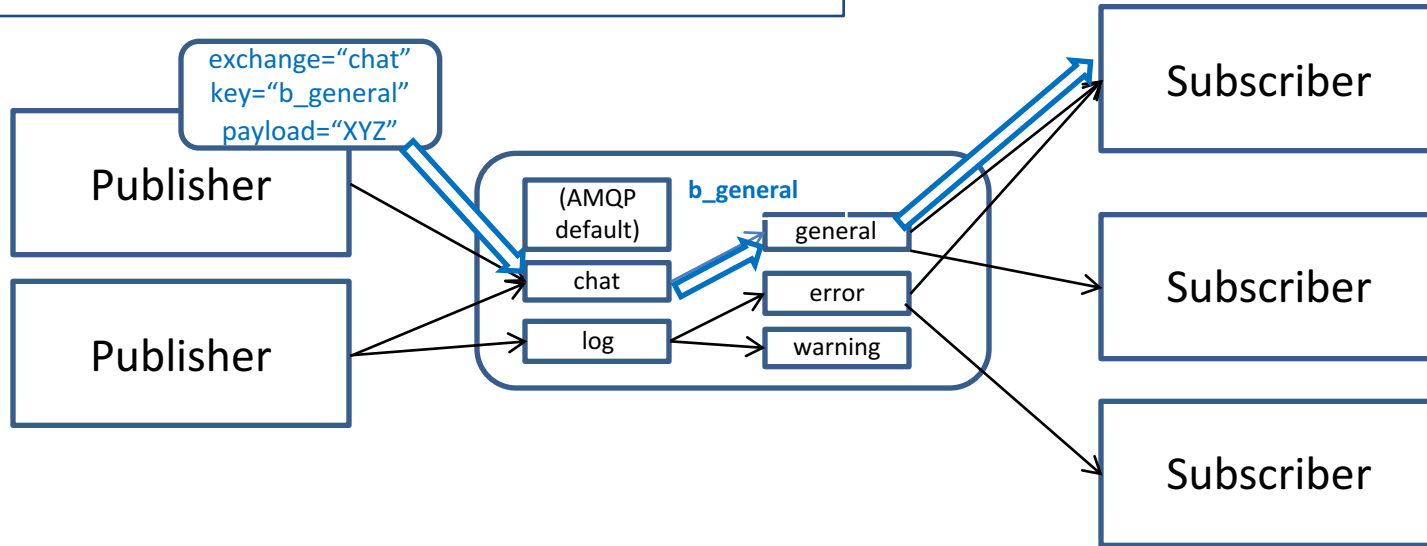 exchange=“chat”
key=“b_general”
payload=“XYZ”
Publisher
Publisher
(AMQP
default)
chat
log
b_general
general
error
warning
Subscriber
Subscriber
Subscriber